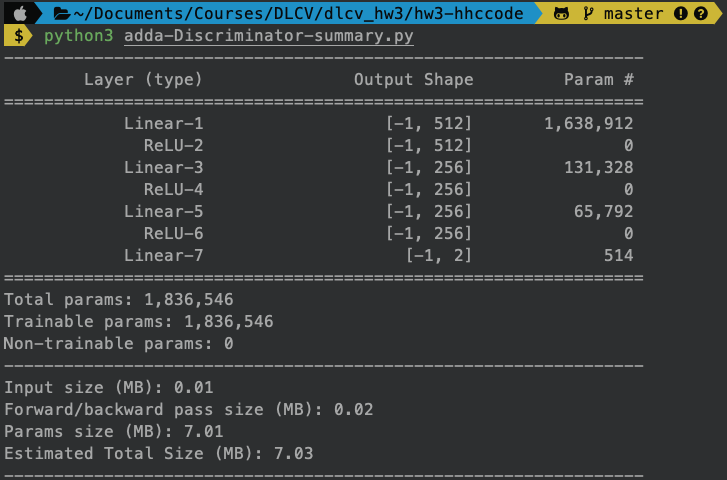 ~/Documents/Courses/DLCV/dlcv_hw3/hw3-hhccode master
$ python3 adda-Discriminator-summary.py
----------------------------------------------------------------
Layer (type) Output Shape Param #
================================================================
Linear-1 [-1, 512] 1,638,912
ReLU-2 [-1, 512] 0
Linear-3 [-1, 256] 131,328
ReLU-4 [-1, 256] 0
Linear-5 [-1, 256] 65,792
ReLU-6 [-1, 256] 0
Linear-7 [-1, 2] 514
================================================================
Total params: 1,836,546
Trainable params: 1,836,546
Non-trainable params: 0
----------------------------------------------------------------
Input size (MB): 0.01
Forward/backward pass size (MB): 0.02
Params size (MB): 7.01
Estimated Total Size (MB): 7.03
----------------------------------------------------------------